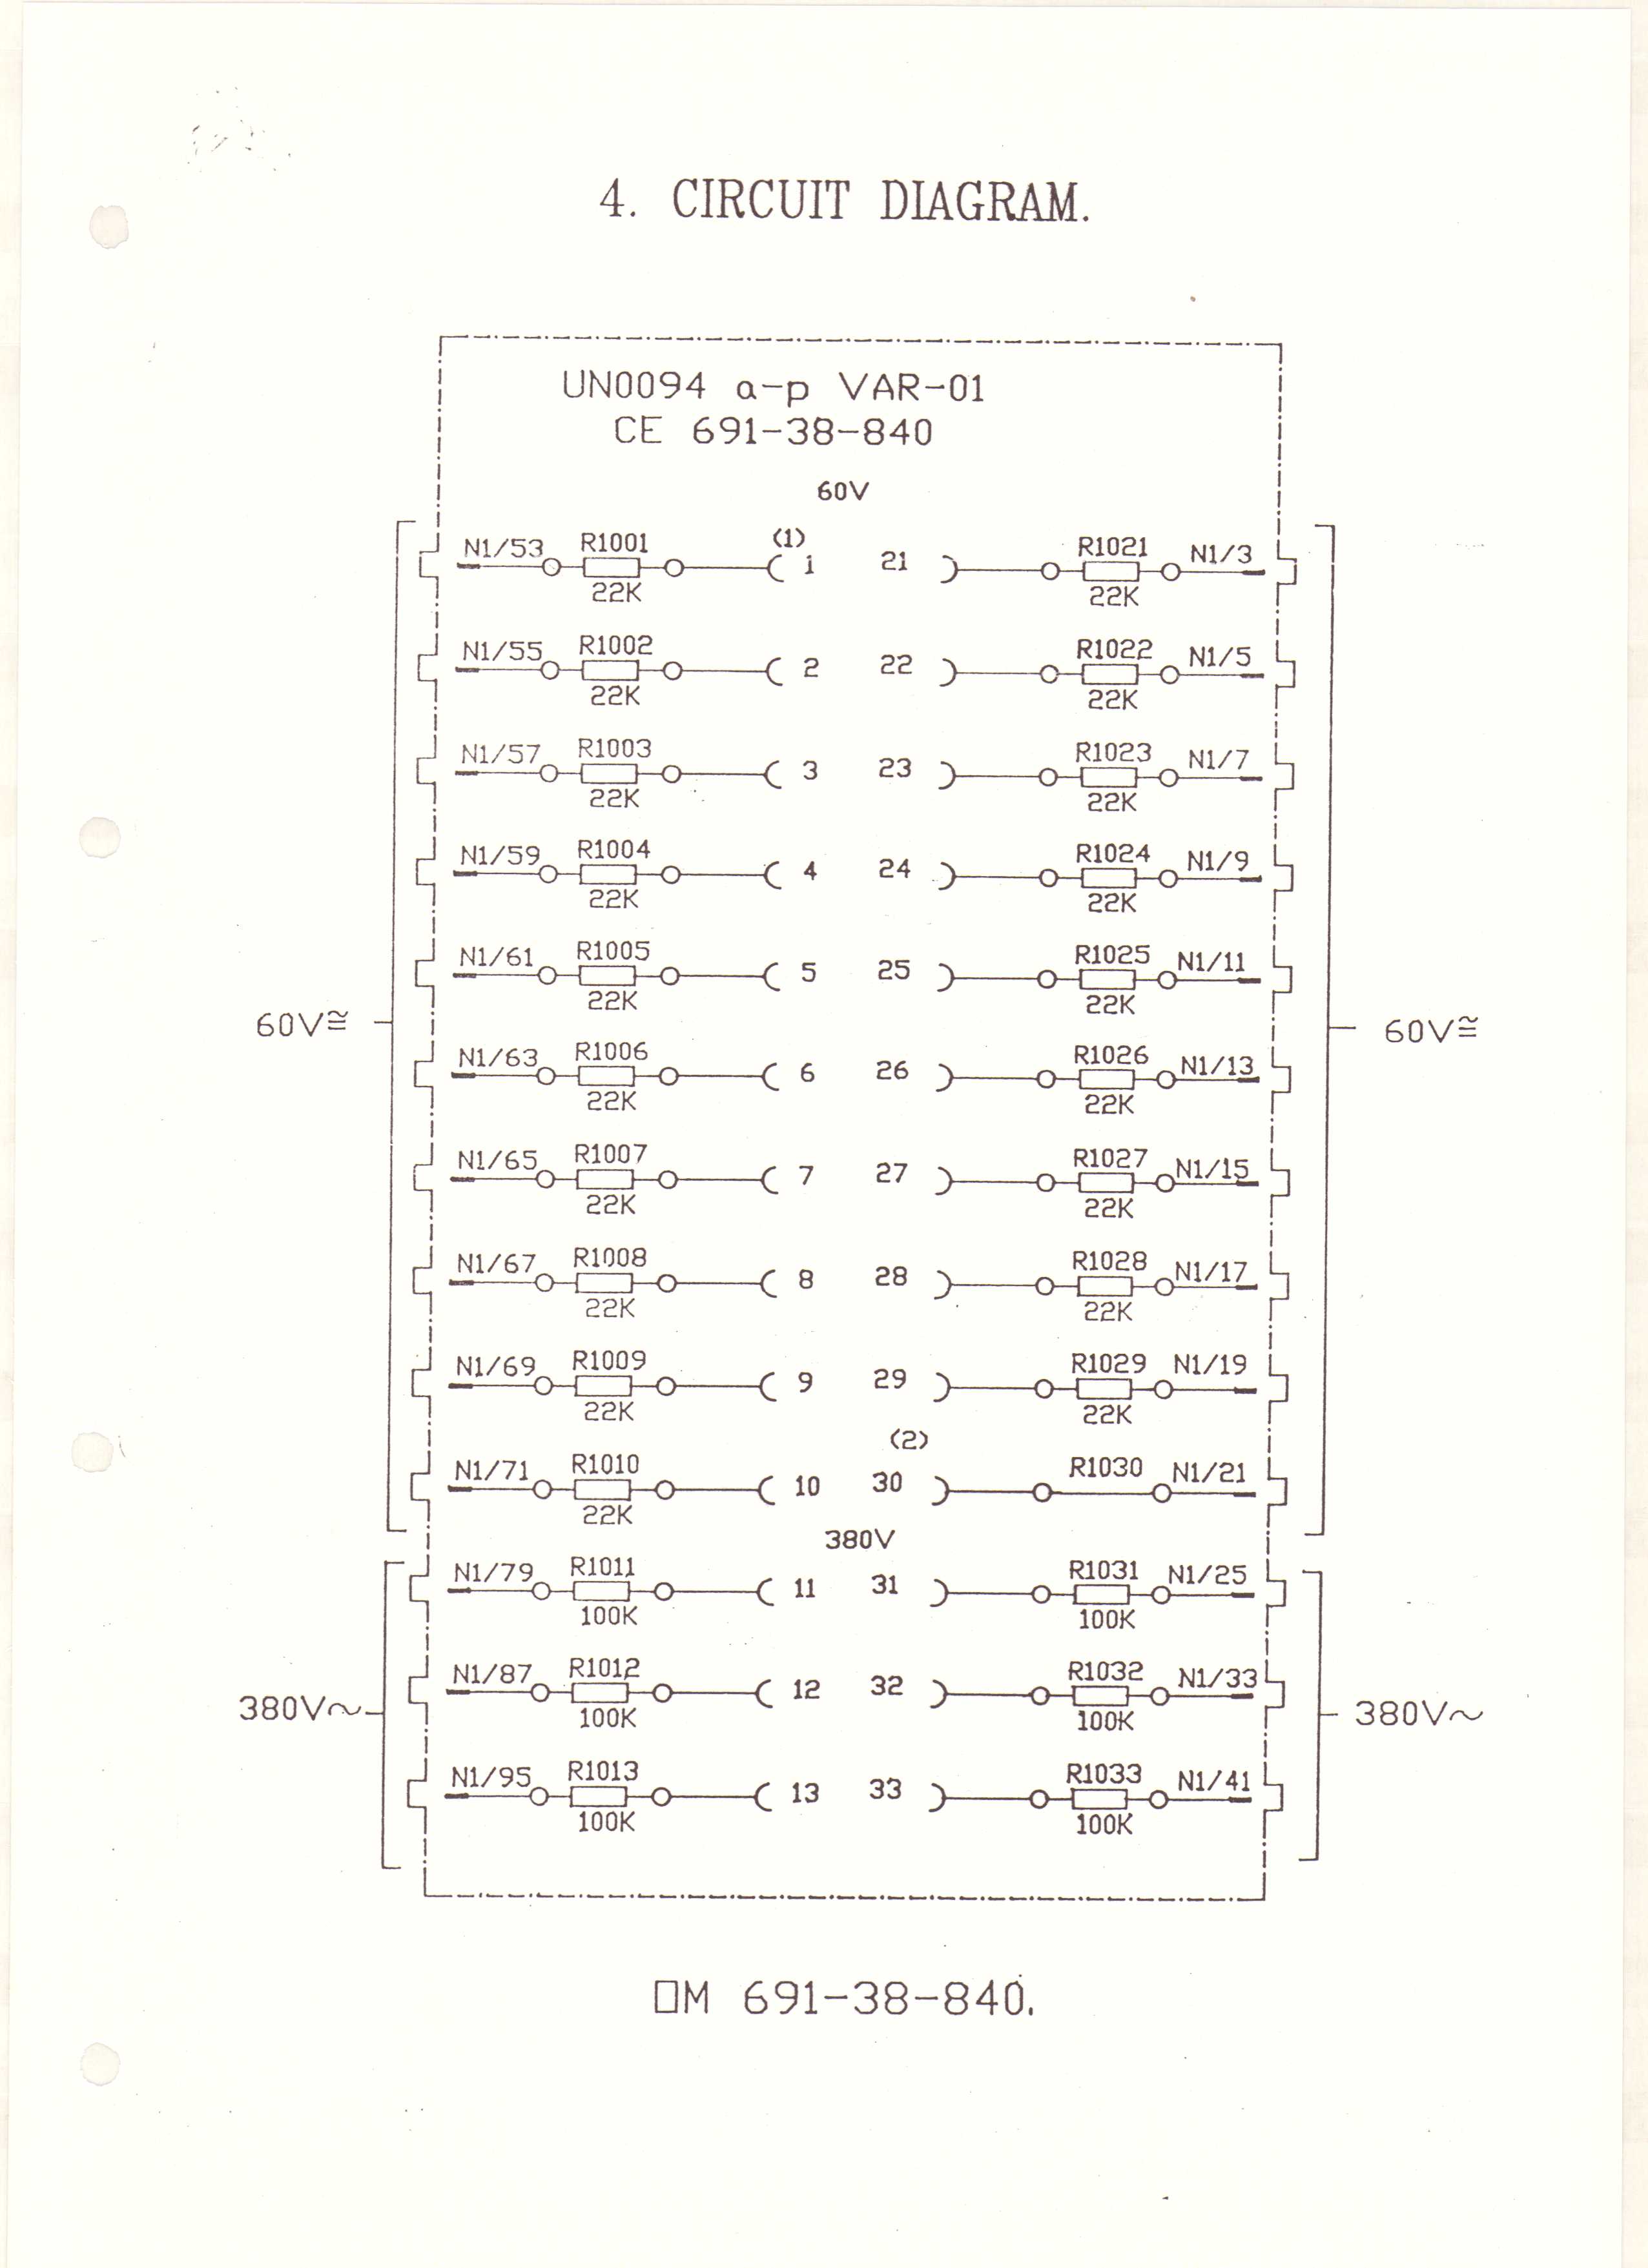 4. CIRCUIT DIAGRAM.
UN0094 a-p VAR-01
CE 691-38-840
60V
N1/53 R1001 (1) 1 21 R1021 N1/3
22K 22K
N1/55 R1002 2 22 R1022 N1/5
22K 22K
N1/57 R1003 3 23 R1023 N1/7
22K 22K
N1/59 R1004 4 24 R1024 N1/9
22K 22K
N1/61 R1005 5 25 R1025 N1/11
22K 22K
60V≅ 60V≅
N1/63 R1006 6 26 R1026 N1/13
22K 22K
N1/65 R1007 7 27 R1027 N1/15
22K 22K
N1/67 R1008 8 28 R1028 N1/17
22K 22K
N1/69 R1009 9 29 R1029 N1/19
22K 22K
(2)
N1/71 R1010 10 30 R1030 N1/21
22K
380V
N1/79 R1011 11 31 R1031 N1/25
100K 100K
N1/87 R1012 12 32 R1032 N1/33
380V~ 100K 100K 380V~
N1/95 R1013 13 33 R1033 N1/41
100K 100K
OM 691-38-840.